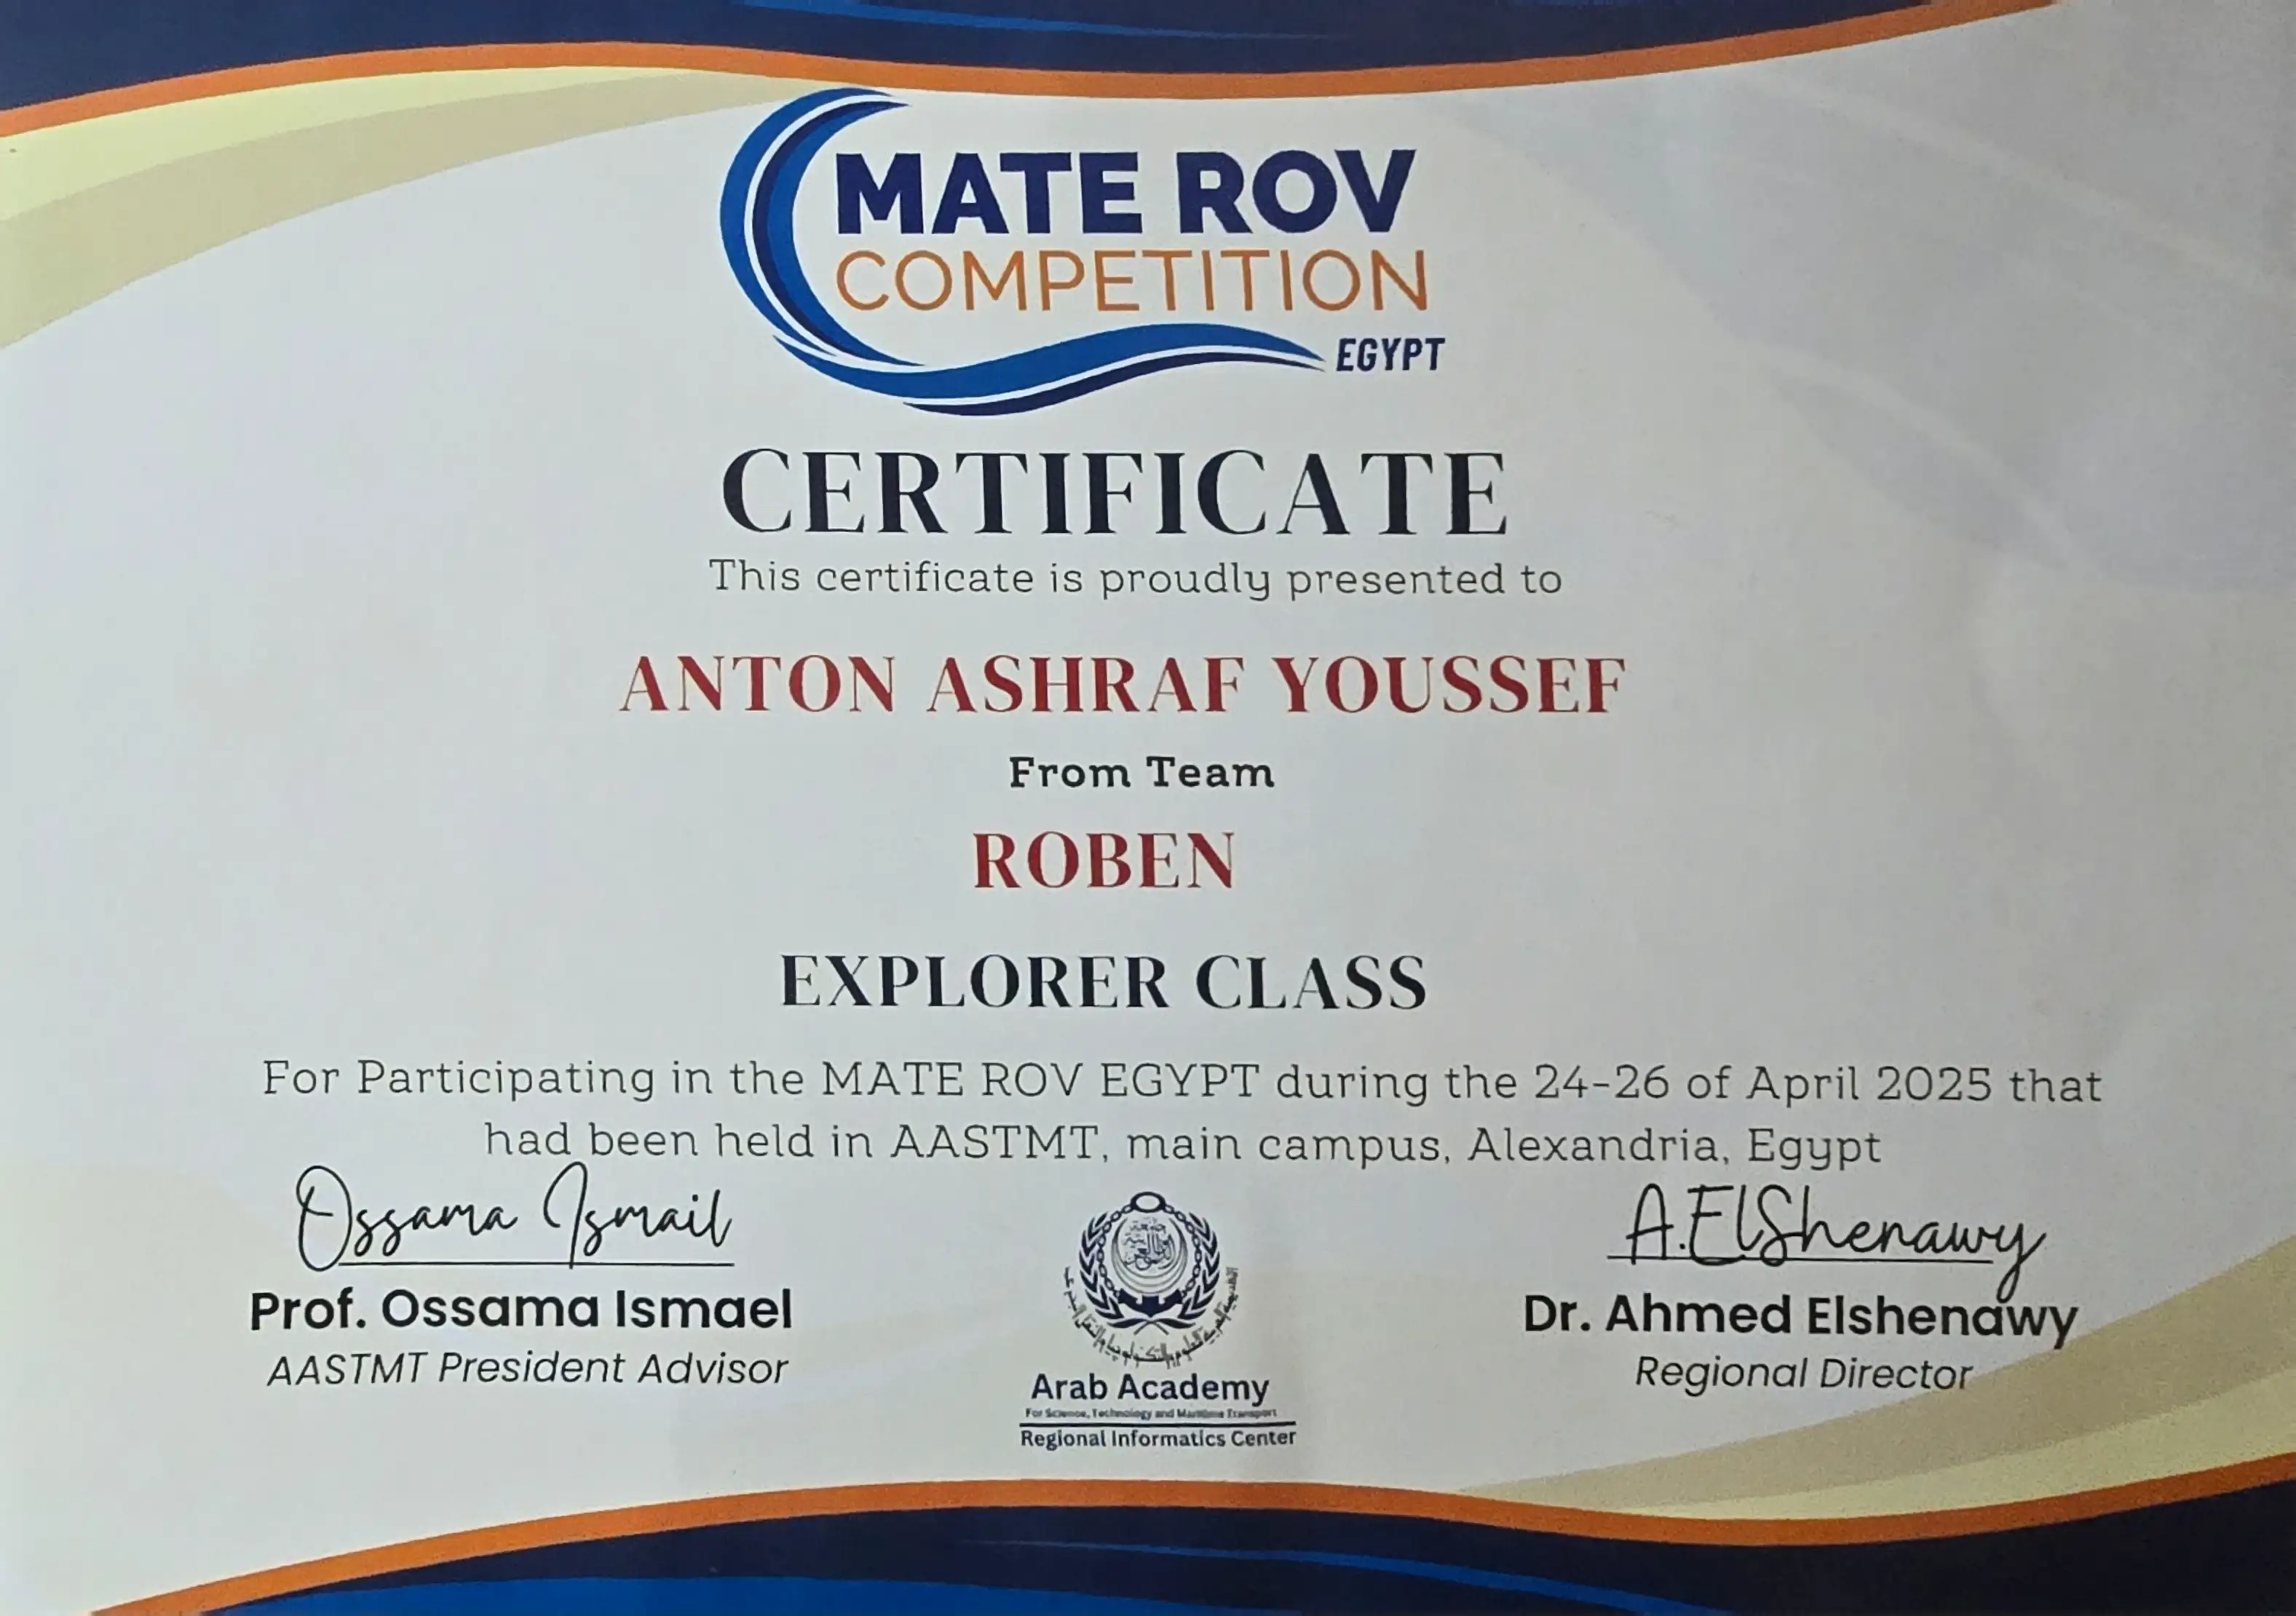 MATE ROV
COMPETITION
EGYPT
CERTIFICATE
This certificate is proudly presented to
ANTON ASHRAF YOUSSEF
From Team
ROBEN
EXPLORER CLASS
For Participating in the MATE ROV EGYPT during the 24-26 of April 2025 that
had been held in AASTMT, main campus, Alexandria, Egypt
Ossama Ismail
Prof. Ossama Ismael
AASTMT President Advisor
Arab Academy
For Science, Technology and Maritime Transport
Regional Informatics Center
A.ElShenawy
Dr. Ahmed Elshenawy
Regional Director